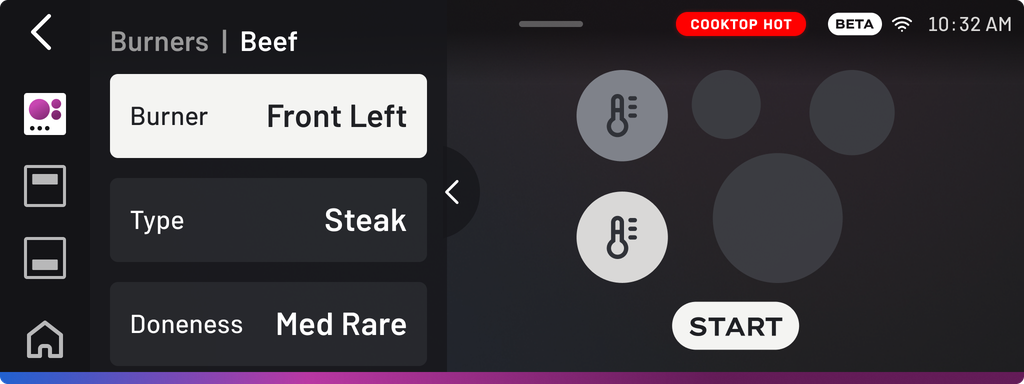 Burners | Beef
COOKTOP HOT
BETA
10:32 AM
Burner Front Left
Type Steak
Doneness Med Rare
START